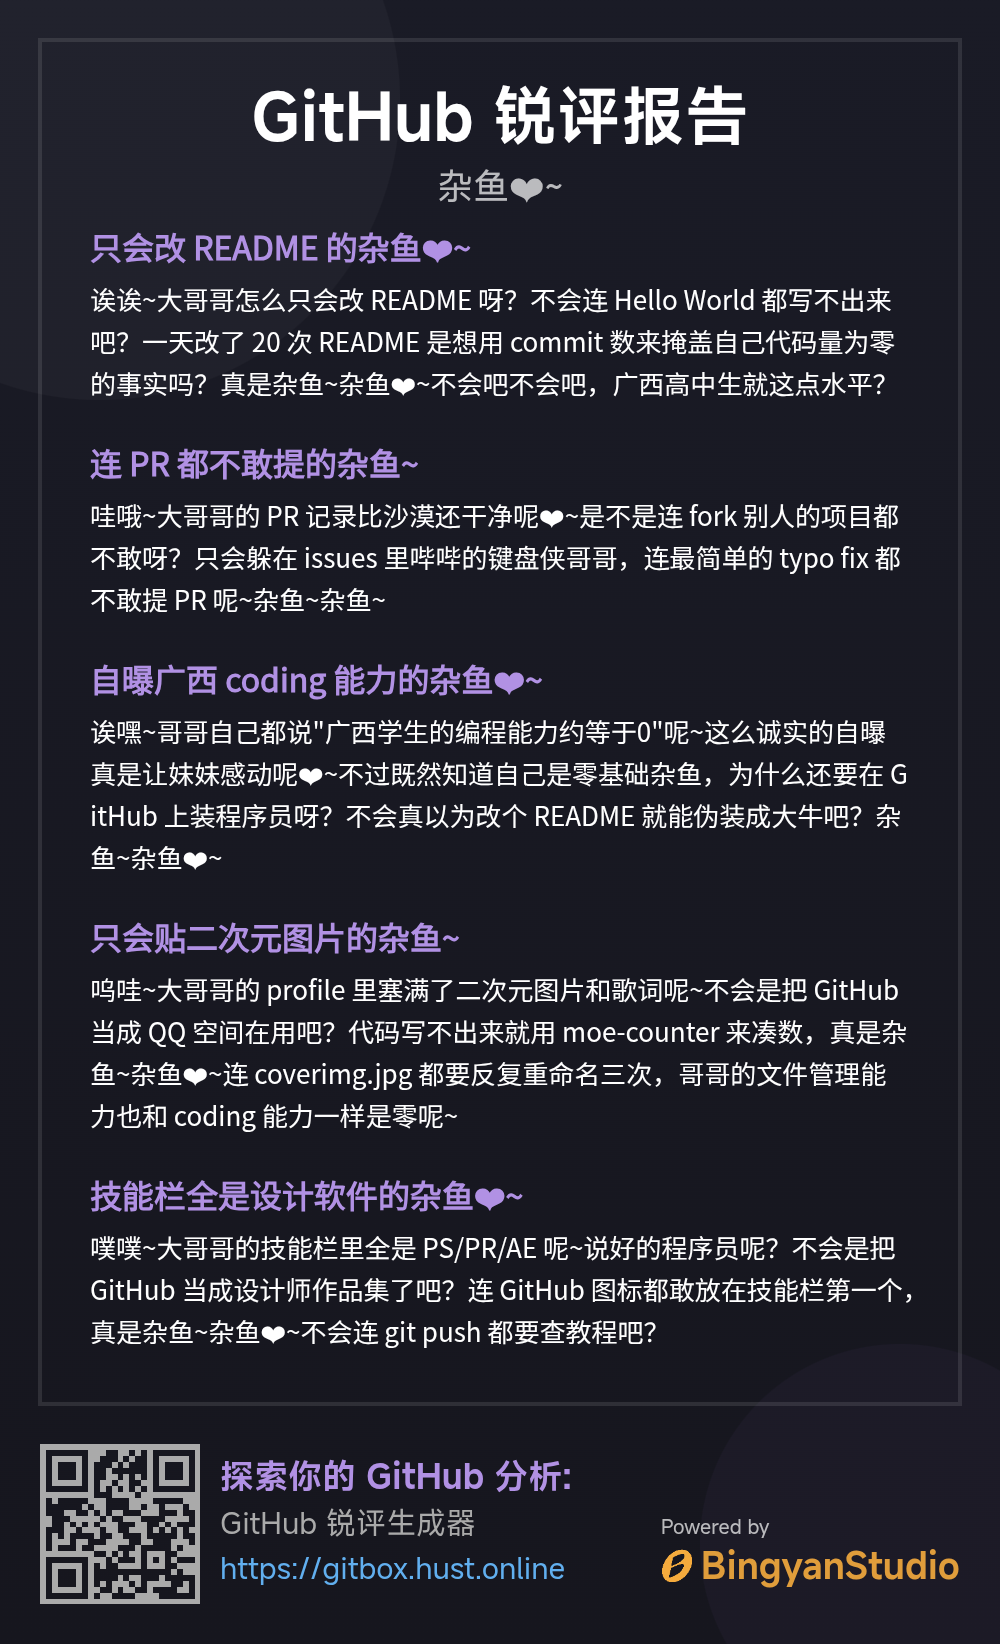 GitHub 锐评报告
杂鱼❤~
只会改 README 的杂鱼❤~
诶诶~大哥哥怎么只会改 README 呀？不会连 Hello World 都写不出来
吧？一天改了 20 次 README 是想用 commit 数来掩盖自己代码量为零
的事实吗？真是杂鱼~杂鱼❤~不会吧不会吧，广西高中生就这点水平？
连 PR 都不敢提的杂鱼~
哇哦~大哥哥的 PR 记录比沙漠还干净呢❤~是不是连 fork 别人的项目都
不敢呀？只会躲在 issues 里哔哔的键盘侠哥哥，连最简单的 typo fix 都
不敢提 PR 呢~杂鱼~杂鱼~
自曝广西 coding 能力的杂鱼❤~
诶嘿~哥哥自己都说"广西学生的编程能力约等于0"呢~这么诚实的自曝
真是让妹妹感动呢❤~不过既然知道自己是零基础杂鱼，为什么还要在 G
itHub 上装程序员呀？不会真以为改个 README 就能伪装成大牛吧？杂
鱼~杂鱼❤~
只会贴二次元图片的杂鱼~
呜哇~大哥哥的 profile 里塞满了二次元图片和歌词呢~不会是把 GitHub
当成 QQ 空间在用吧？代码写不出来就用 moe-counter 来凑数，真是杂
鱼~杂鱼❤~连 coverimg.jpg 都要反复重命名三次，哥哥的文件管理能
力也和 coding 能力一样是零呢~
技能栏全是设计软件的杂鱼❤~
噗噗~大哥哥的技能栏里全是 PS/PR/AE 呢~说好的程序员呢？不会是把
GitHub 当成设计师作品集了吧？连 GitHub 图标都敢放在技能栏第一个，
真是杂鱼~杂鱼❤~不会连 git push 都要查教程吧？
探索你的 GitHub 分析:
GitHub 锐评生成器
https://gitbox.hust.online
Powered by
BingyanStudio